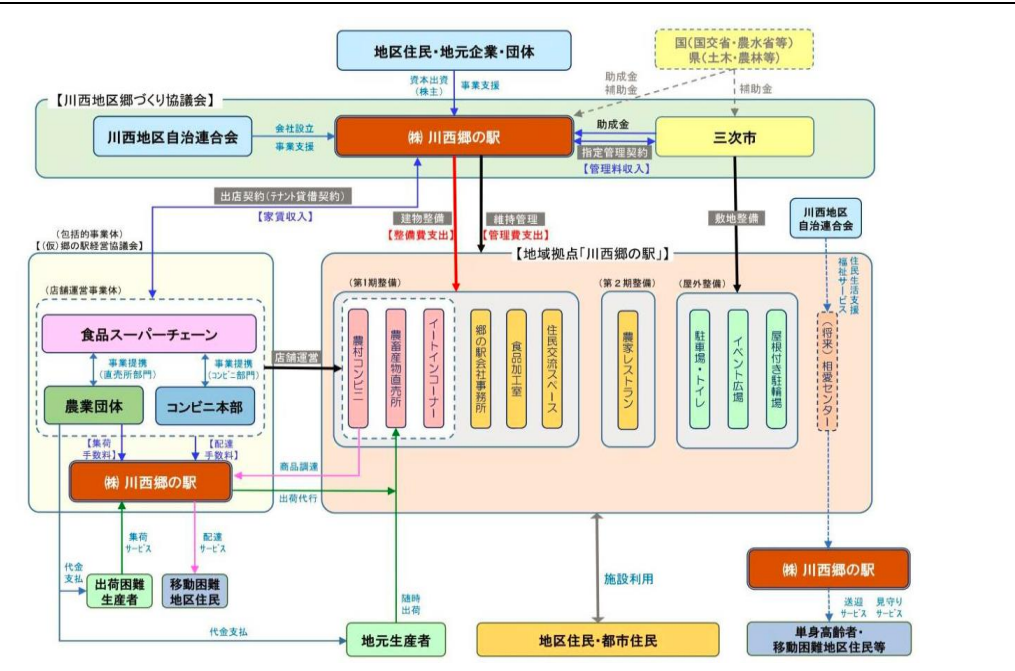 地区住民・地元企業・団体
国(国交省・農水省等)
県(土木・農林等)
資本出資
(株主)
事業支援
助成金
補助金
補助金
【川西地区郷づくり協議会】
川西地区自治連合会
会社設立
事業支援
㈱ 川西郷の駅
助成金
指定管理契約
【管理料収入】
三次市
出店契約(テナント貸借契約)
【家賃収入】
建物整備
【整備費支出】
維持管理
【管理費支出】
敷地整備
川西地区
自治連合会
(包括的事業体)
【(仮)郷の駅経営協議会】
【地域拠点「川西郷の駅」】
住民生活支援
福祉サービス
(店舗運営事業体)
(第1期整備)
(第2期整備)
(屋外整備)
食品スーパーチェーン
事業提携
(直売所部門)
事業提携
(コンビニ部門)
農業団体
コンビニ本部
店舗運営
農村コンビニ
農畜産物直売所
イートインコーナー
郷の駅会社事務所
食品加工室
住民交流スペース
農家レストラン
駐車場・トイレ
イベント広場
屋根付き駐輪場
(将来)相愛センター
【集荷
手数料】
【配達
手数料】
㈱ 川西郷の駅
商品調達
出荷代行
集荷
サービス
配達
サービス
代金
支払
出荷困難
生産者
移動困難
地区住民
随時
出荷
施設利用
㈱ 川西郷の駅
送迎
サービス
見守り
サービス
代金支払
地元生産者
地区住民・都市住民
単身高齢者・
移動困難地区住民等